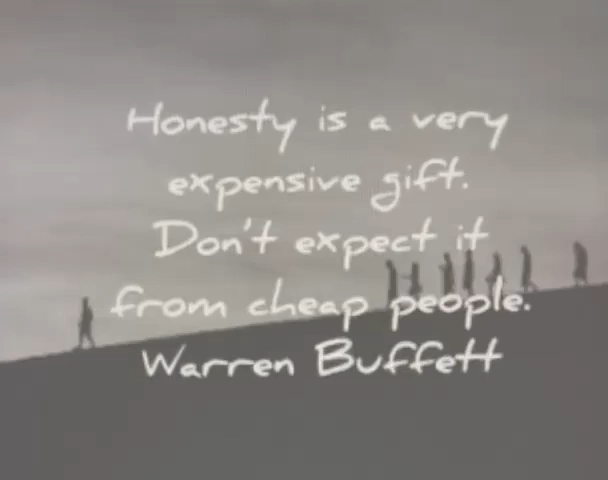 Honesty is a very
expensive gift.
Don't expect it
from cheap people.
Warren Buffett